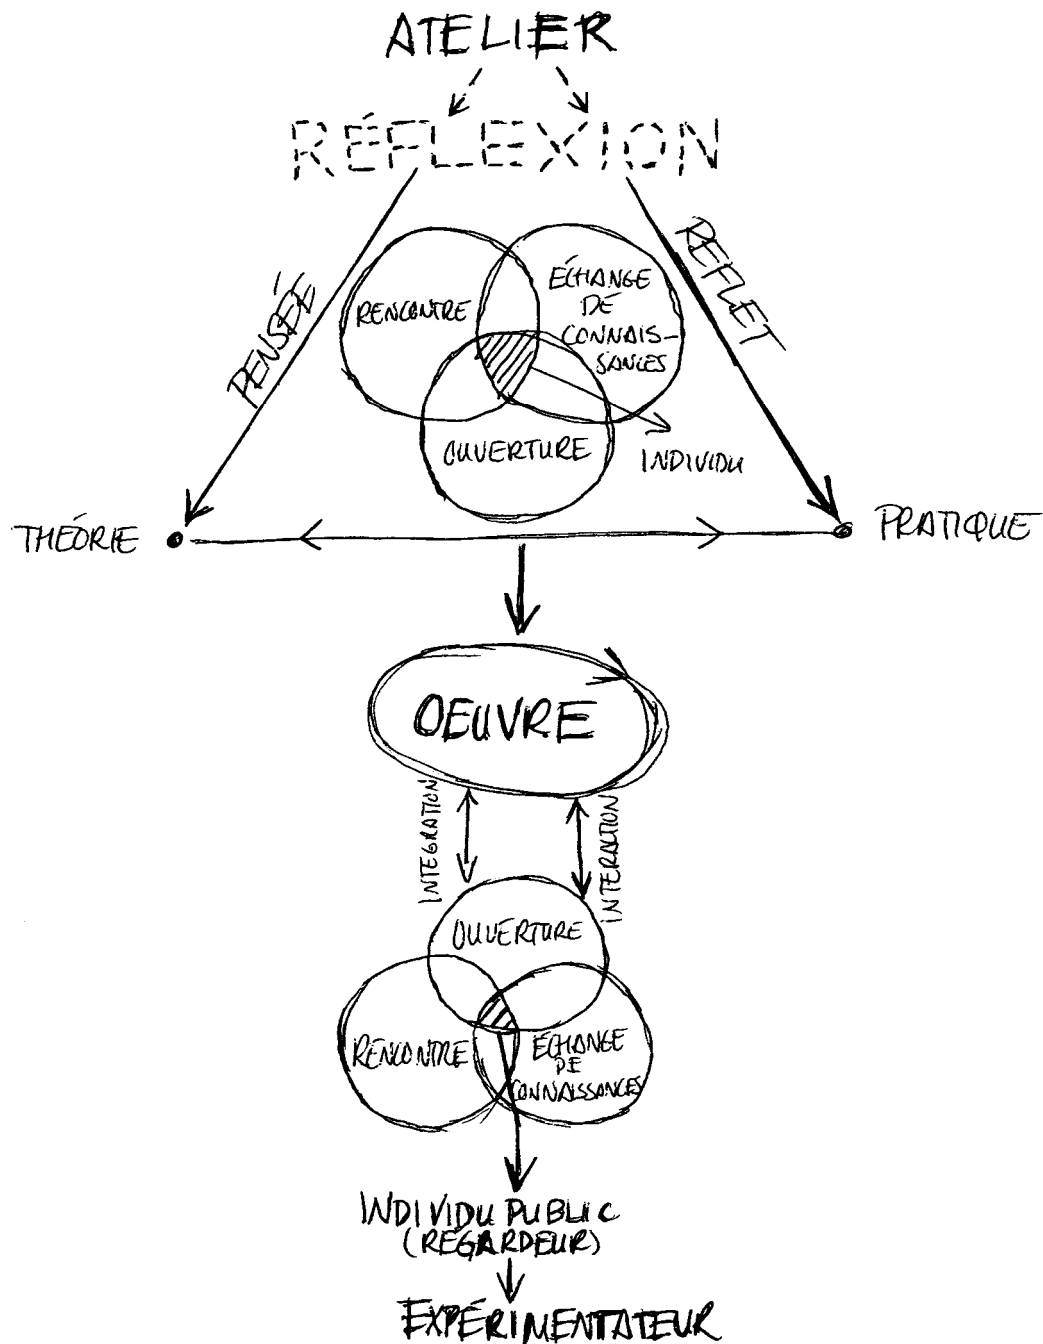 ATELIER
RÉFLEXION
PENSÉE
REFLET
RENCONTRE
ÉCHANGE
DE
CONNAIS-
SANCES
OUVERTURE
INDIVIDU
THÉORIE
PRATIQUE
OEUVRE
INTÉGRATION
INTERACTION
OUVERTURE
RENCONTRE
ÉCHANGE
DE
CONNAISSANCES
INDIVIDU PUBLIC
(REGARDEUR)
EXPÉRIMENTATEUR